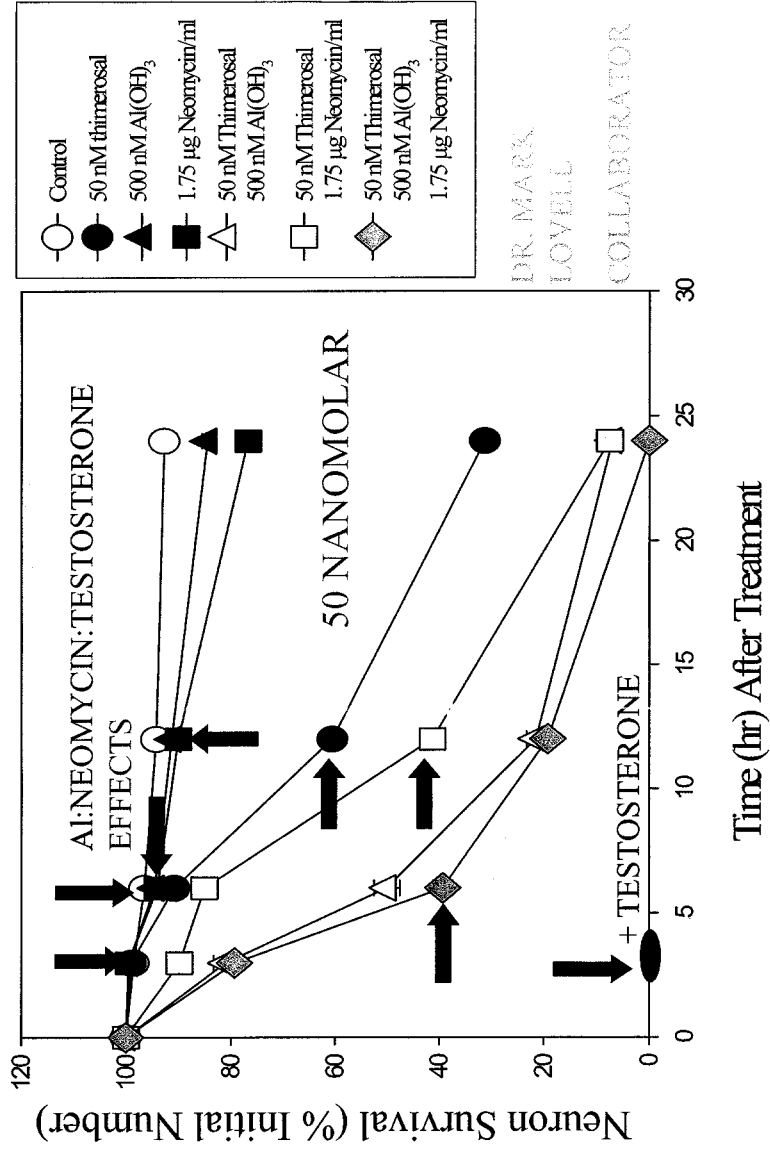 Neuron Survival (% Initial Number)
120
100
80
60
40
20
0
0
5
10
15
20
25
30
Time (hr) After Treatment
Al:NEOMYCIN:TESTOSTERONE
EFFECTS
50 NANOMOLAR
+ TESTOSTERONE
Control
50 nM thimerosal
500 nM Al(OH)3
1.75 μg Neomycin/ml
50 nM Thimerosal
500 nM Al(OH)3
50 nM Thimerosal
1.75 μg Neomycin/ml
50 nM Thimerosal
500 nM Al(OH)3
1.75 μg Neomycin/ml
DR. MARK
LOVELL
COLLABORATOR